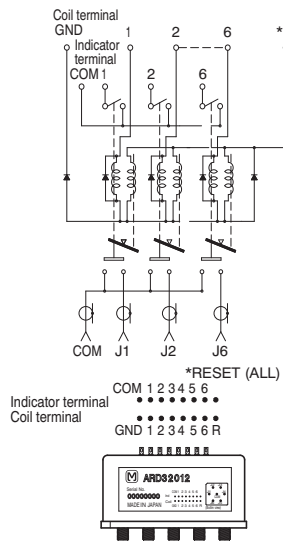 Coil terminal
GND 1 2 6 *
Indicator
terminal
COM 1 2 6
COM J1 J2 J6
*RESET (ALL)
COM 1 2 3 4 5 6
Indicator terminal
Coil terminal
GND 1 2 3 4 5 6 R
M ARD32012
Serial No.
00000000
MADE IN JAPAN